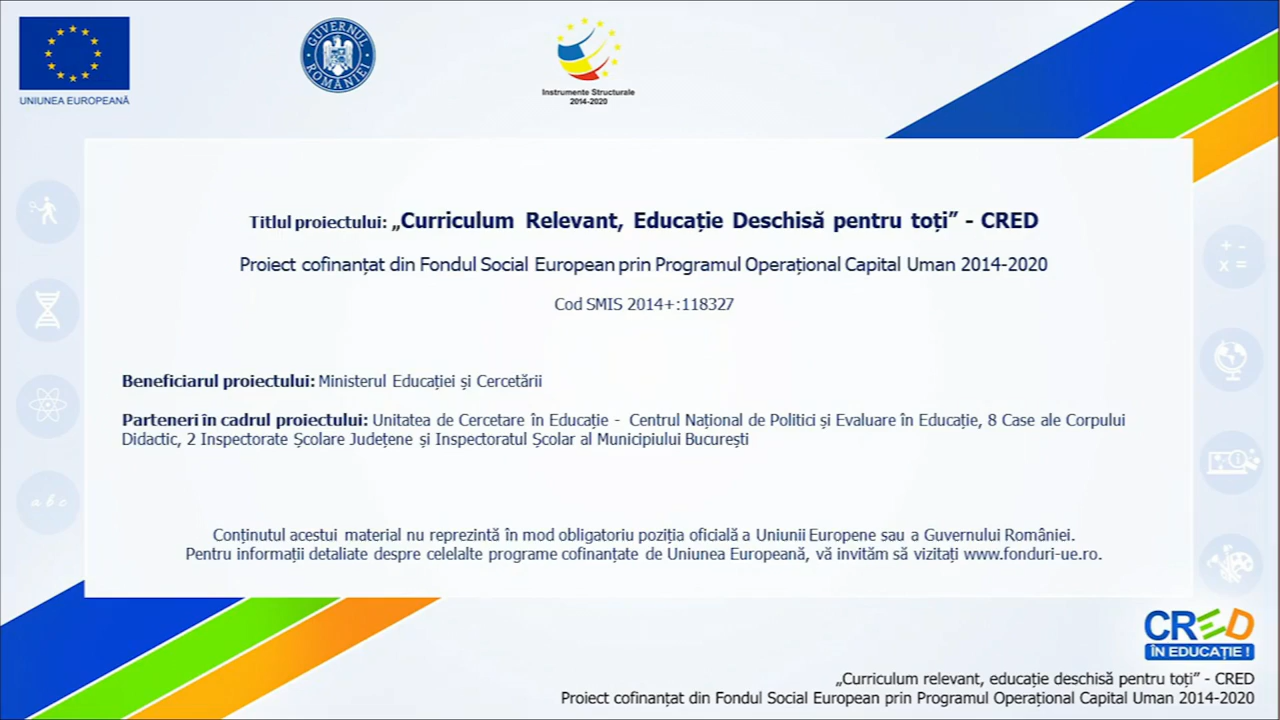 UNIUNEA EUROPEANĂ
GUVERNUL ROMÂNIEI
Instrumente Structurale
2014-2020
Titlul proiectului: „Curriculum Relevant, Educație Deschisă pentru toți” - CRED
Proiect cofinanțat din Fondul Social European prin Programul Operațional Capital Uman 2014-2020
Cod SMIS 2014+:118327
+ -
x =
Beneficiarul proiectului: Ministerul Educației și Cercetării
Parteneri în cadrul proiectului: Unitatea de Cercetare în Educație - Centrul Național de Politici și Evaluare în Educație, 8 Case ale Corpului
Didactic, 2 Inspectorate Școlare Județene și Inspectoratul Școlar al Municipiului București
a b c
Conținutul acestui material nu reprezintă în mod obligatoriu poziția oficială a Uniunii Europene sau a Guvernului României.
Pentru informații detaliate despre celelalte programe cofinanțate de Uniunea Europeană, vă invităm să vizitați www.fonduri-ue.ro.
CRED
ÎN EDUCAȚIE !
„Curriculum relevant, educație deschisă pentru toți” - CRED
Proiect cofinanțat din Fondul Social European prin Programul Operațional Capital Uman 2014-2020